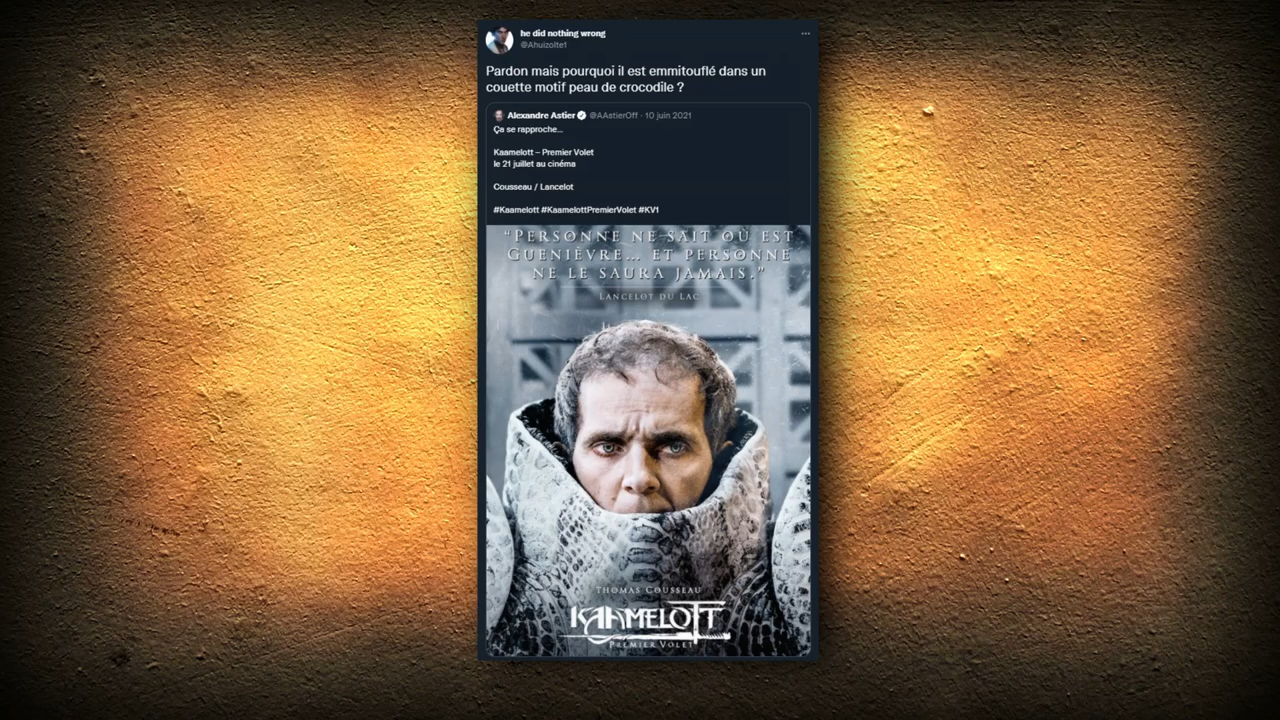 he did nothing wrong
@Ahuizolte1
Pardon mais pourquoi il est emmitouflé dans un
couette motif peau de crocodile ?
Alexandre Astier @AAstierOff · 10 juin 2021
Ça se rapproche...
Kaamelott – Premier Volet
le 21 juillet au cinéma
Cousseau / Lancelot
#Kaamelott #KaamelottPremierVolet #KV1
“PERSONNE NE SAIT OÙ EST
GUENIÈVRE... ET PERSONNE
NE LE SAURA JAMAIS.”
LANCELOT DU LAC
THOMAS COUSSEAU
KAAMELOTT
PREMIER VOLET